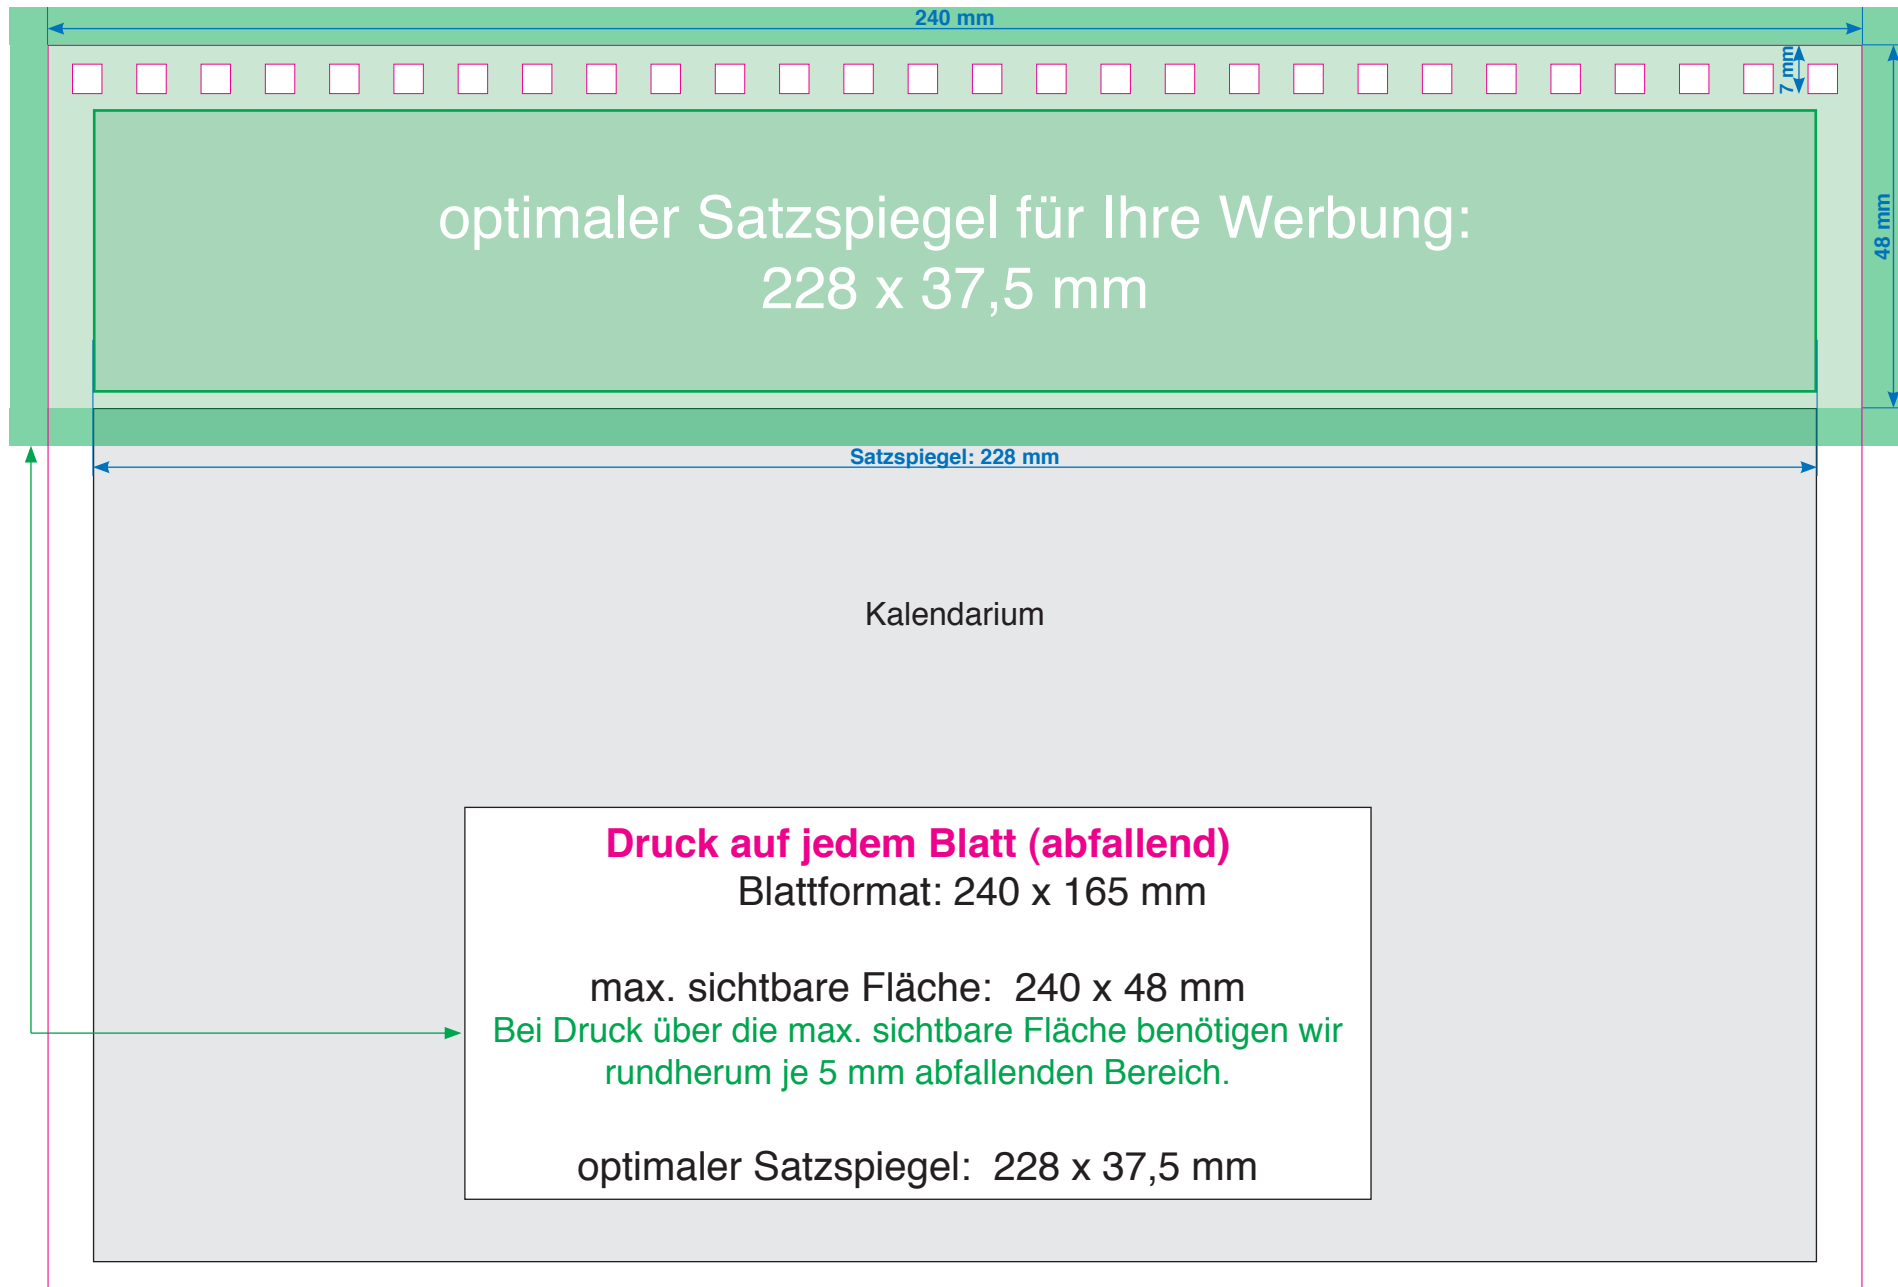 240 mm
7 mm
optimaler Satzspiegel für Ihre Werbung:
228 x 37,5 mm
48 mm
Satzspiegel: 228 mm
Kalendarium
Druck auf jedem Blatt (abfallend)
Blattformat: 240 x 165 mm
max. sichtbare Fläche:  240 x 48 mm
Bei Druck über die max. sichtbare Fläche benötigen wir
rundherum je 5 mm abfallenden Bereich.
optimaler Satzspiegel:  228 x 37,5 mm